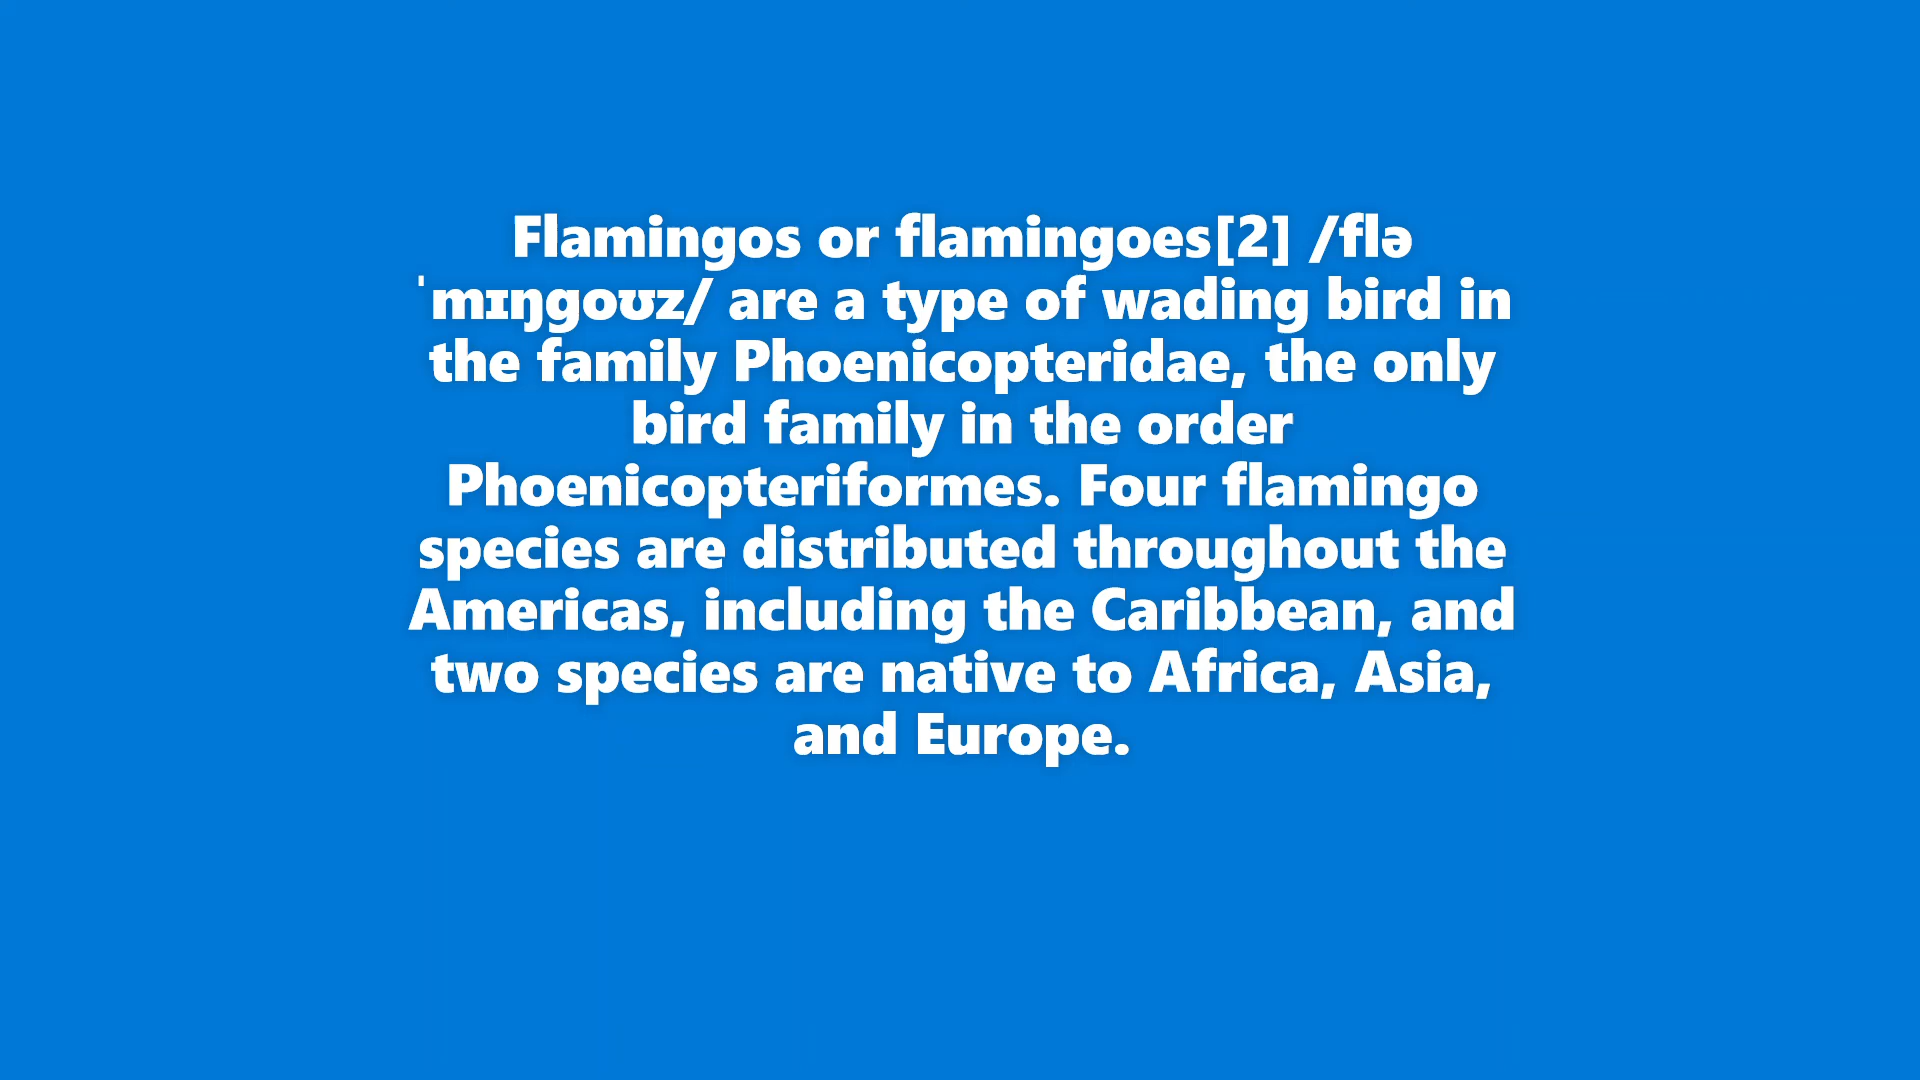 Flamingos or flamingoes[2] /flə
ˈmɪŋɡoʊz/ are a type of wading bird in
the family Phoenicopteridae, the only
bird family in the order
Phoenicopteriformes. Four flamingo
species are distributed throughout the
Americas, including the Caribbean, and
two species are native to Africa, Asia,
and Europe.